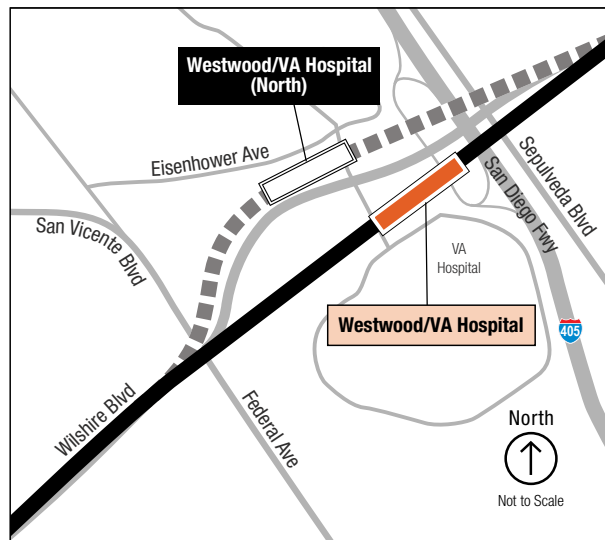 Westwood/VA Hospital
(North)
Eisenhower Ave
San Vicente Blvd
Sepulveda Blvd
San Diego Fwy
VA
Hospital
Westwood/VA Hospital
405
Wilshire Blvd
Federal Ave
North
Not to Scale